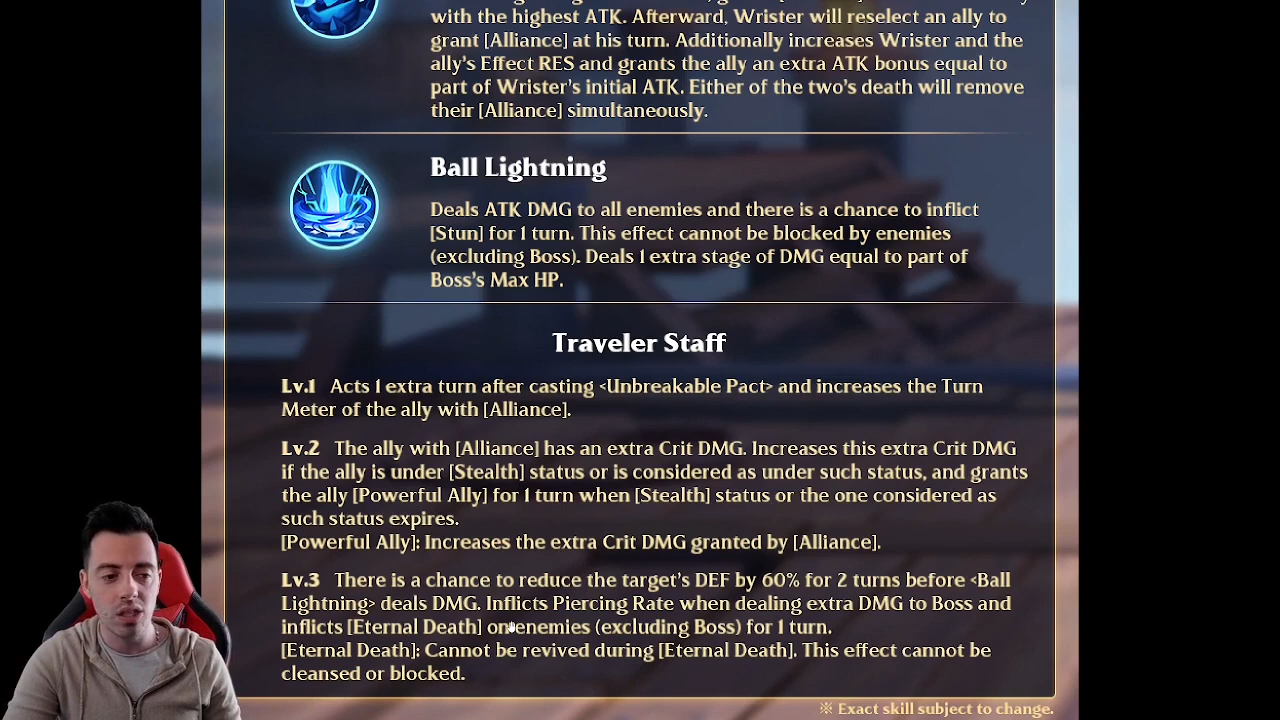 with the highest ATK. Afterward, Wrister will reselect an ally to
grant [Alliance] at his turn. Additionally increases Wrister and the
ally's Effect RES and grants the ally an extra ATK bonus equal to
part of Wrister's initial ATK. Either of the two's death will remove
their [Alliance] simultaneously.
Ball Lightning
Deals ATK DMG to all enemies and there is a chance to inflict
[Stun] for 1 turn. This effect cannot be blocked by enemies
(excluding Boss). Deals 1 extra stage of DMG equal to part of
Boss's Max HP.
Traveler Staff
Lv.1 Acts 1 extra turn after casting <Unbreakable Pact> and increases the Turn
Meter of the ally with [Alliance].
Lv.2 The ally with [Alliance] has an extra Crit DMG. Increases this extra Crit DMG
if the ally is under [Stealth] status or is considered as under such status, and grants
the ally [Powerful Ally] for 1 turn when [Stealth] status or the one considered as
such status expires.
[Powerful Ally]: Increases the extra Crit DMG granted by [Alliance].
Lv.3 There is a chance to reduce the target's DEF by 60% for 2 turns before <Ball
Lightning> deals DMG. Inflicts Piercing Rate when dealing extra DMG to Boss and
inflicts [Eternal Death] on enemies (excluding Boss) for 1 turn.
[Eternal Death]: Cannot be revived during [Eternal Death]. This effect cannot be
cleansed or blocked.
※ Exact skill subject to change.